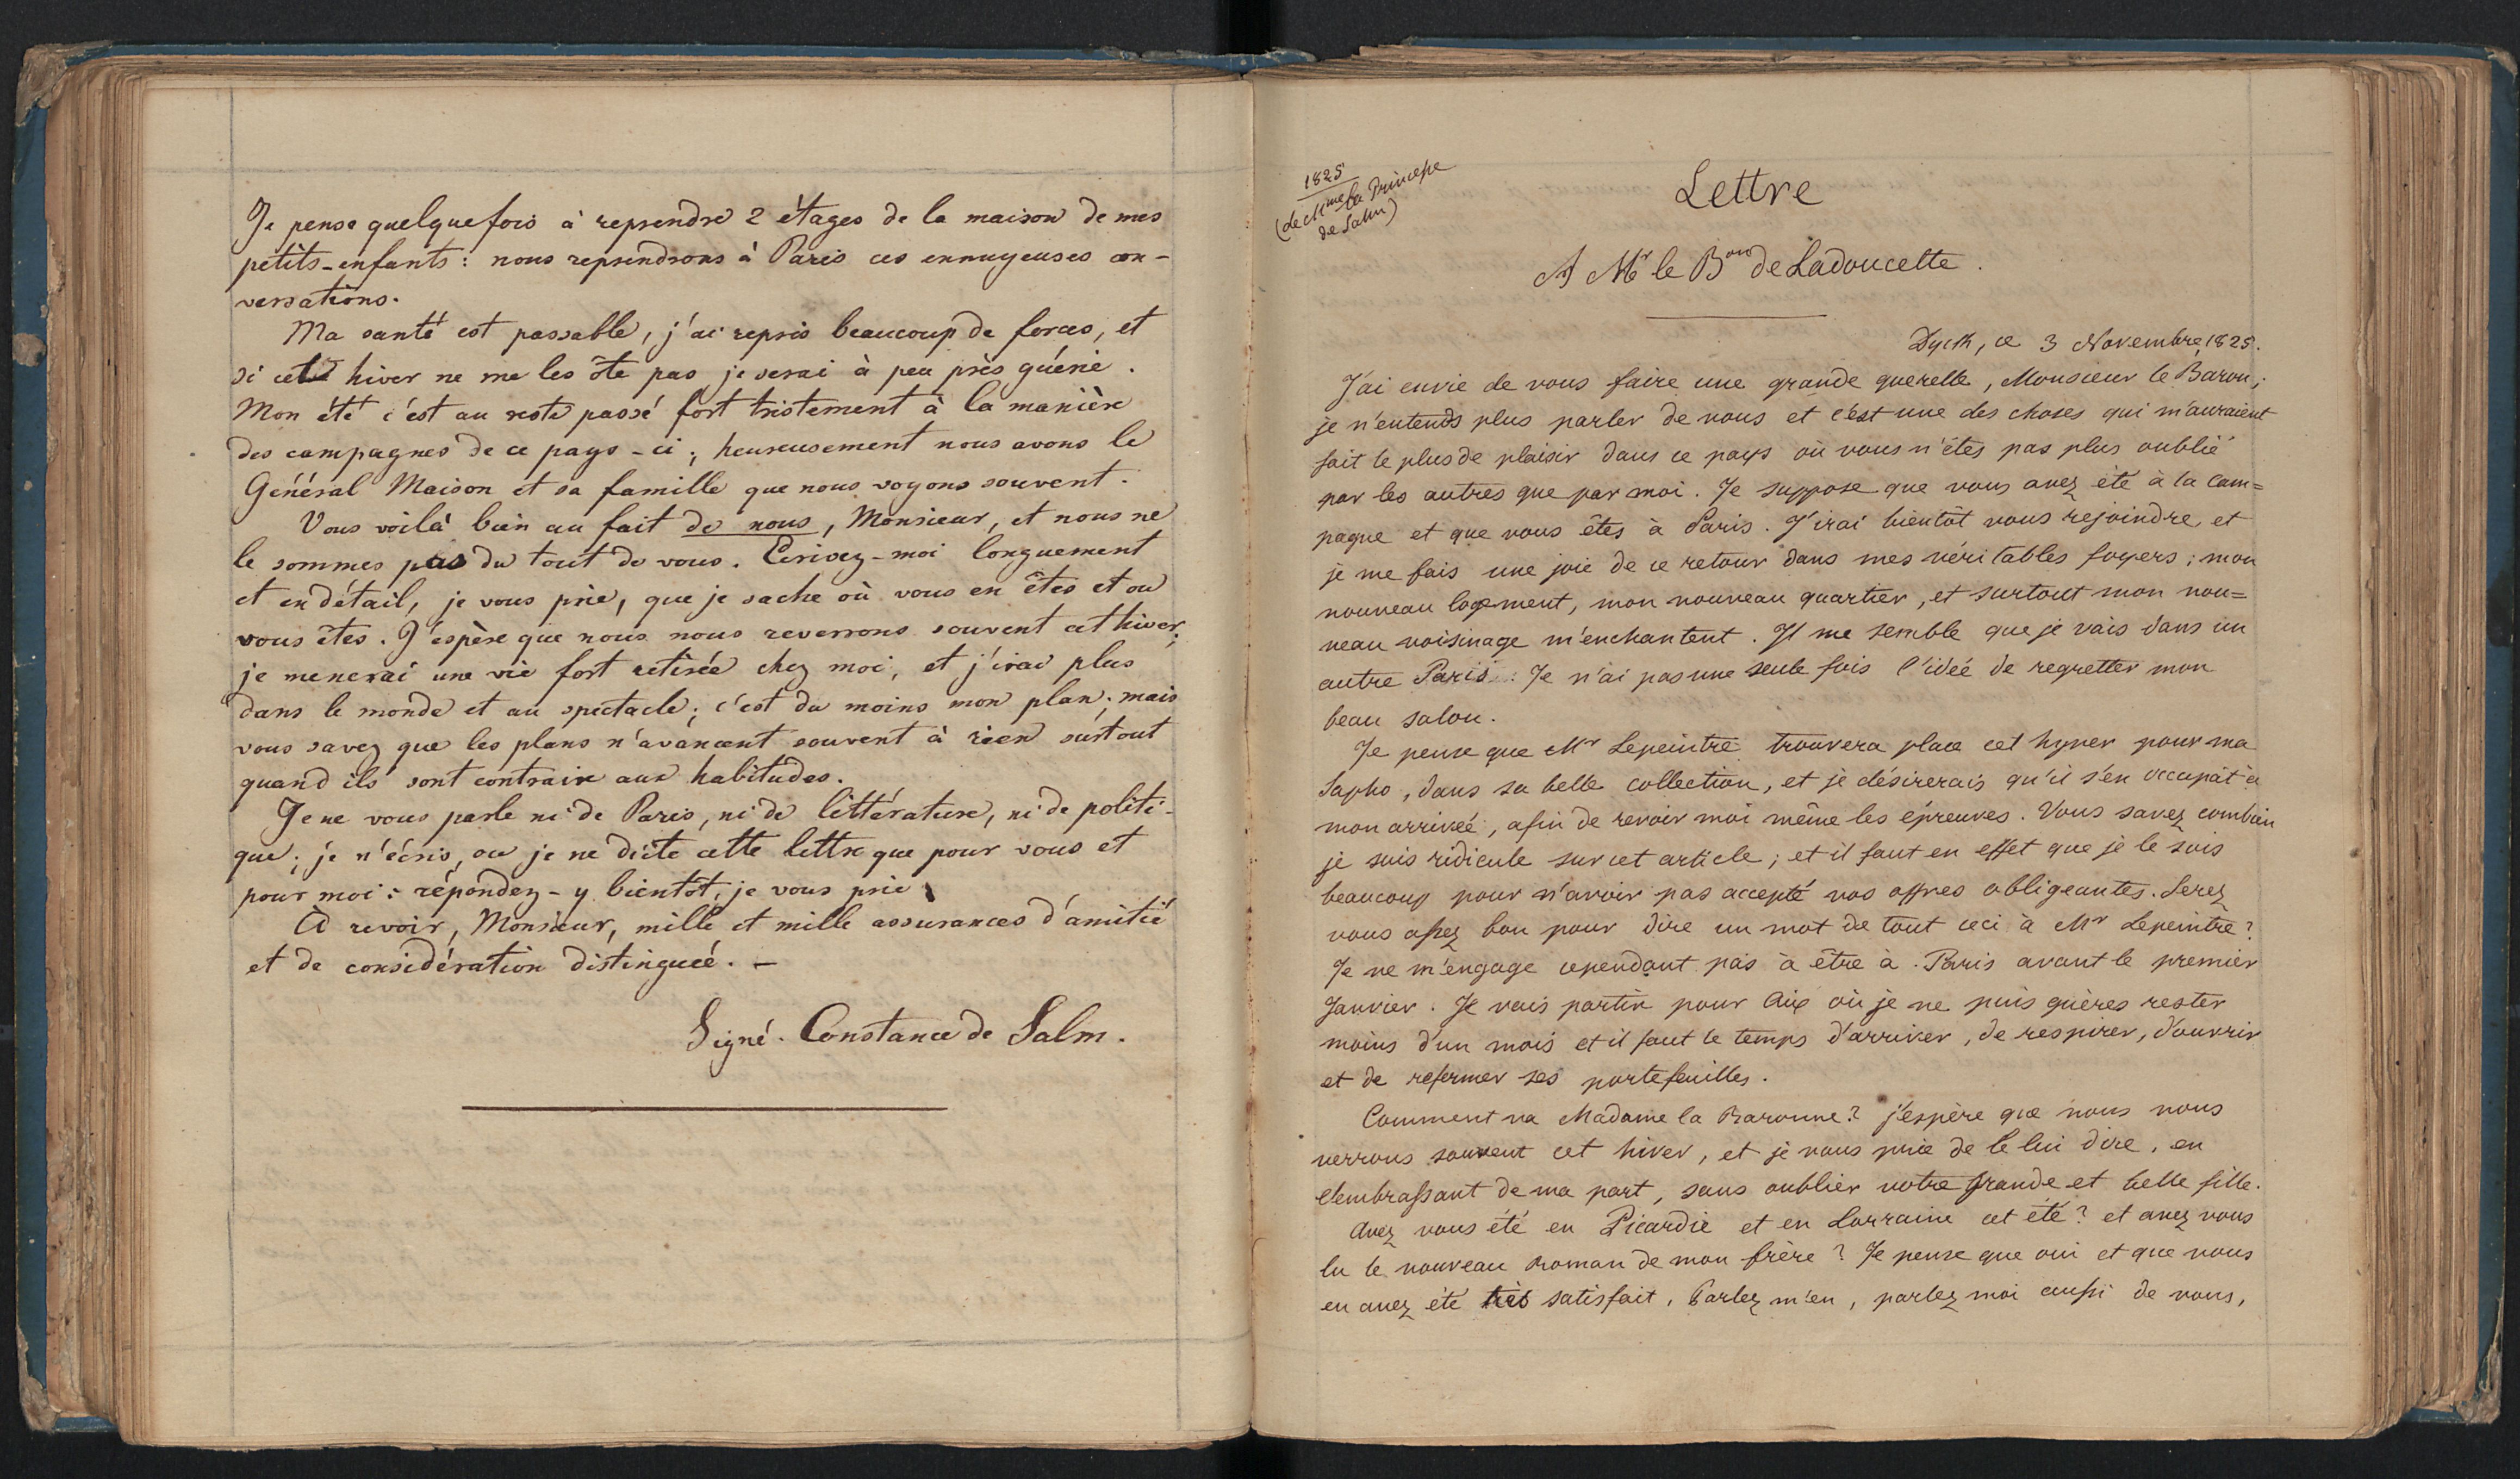 Je pense quelquefois à reprendre 2 étages de la maison de mes
petits-enfants : nous reprendrons à Paris ces ennuyeuses con-
versations.
Ma santé est passable, j'ai repris beaucoup de forces, et
si cet hiver ne me les ôte pas je serai à peu près guérie.
Mon été s'est au reste passé fort tristement à la manière
des campagnes de ce pays-ci ; heureusement nous avons le
Général Maison et sa famille que nous voyons souvent.
Vous voilà bien au fait de nous, Monsieur, et nous ne
le sommes pas du tout de vous. Ecrivez-moi longuement
et en détail, je vous prie, que je sache où vous en êtes et où
vous êtes. J'espère que nous nous reverrons souvent cet hiver ;
je menerai une vie fort retirée chez moi, et j'irai plus
dans le monde et au spectacle ; c'est du moins mon plan ; mais
vous savez que les plans n'avancent souvent à rien surtout
quand ils sont contraire aux habitudes.
Je ne vous parle ni de Paris, ni de littérature, ni de politi-
que ; je n'écris, ou je ne dicte cette lettre que pour vous et
pour moi : répondez-y bientôt, je vous prie
A revoir, Monsieur, mille et mille assurances d'amitié
et de considération distinguée. —
Signé. Constance de Salm.
1825
(de Mme la Princesse
de Salm)
Lettre
A Mr le Bon de Ladoucette.
Dyck, ce 3 Novembre 1825.
J'ai envie de vous faire une grande querelle, Monsieur le Baron ;
je n'entends plus parler de vous et c'est une des choses qui m'auraient
fait le plus de plaisir dans ce pays où vous n'êtes pas plus oublié
par les autres que par moi. Je suppose que vous avez été à la cam=
pagne et que vous êtes à Paris. J'irai bientôt vous rejoindre, et
je me fais une joie de ce retour dans mes véritables foyers ; mon
nouveau logement, mon nouveau quartier, et surtout mon nou=
veau voisinage m'enchantent. Il me semble que je vais dans un
autre Paris. Je n'ai pas une seule fois l'idée de regretter mon
beau salon.
Je pense que Mr Lepeintre trouvera place cet hyver pour ma
Sapho, dans sa belle collection, et je désirerais qu'il s'en occupât à
mon arrivée, afin de revoir moi même les épreuves. Vous savez combien
je suis ridicule sur cet article ; et il faut en effet que je le sois
beaucoup pour n'avoir pas accepté vos offres obligeantes. Serez
vous assez bon pour dire un mot de tout ceci à Mr Lepeintre ?
Je ne m'engage cependant pas à être à Paris avant le premier
Janvier. Je vais partir pour Aix où je ne puis guères rester
moins d'un mois et il faut le temps d'arriver, de respirer, d'ouvrir
et de refermer ses portefeuilles.
Comment va Madame la Baronne ? j'espère que nous nous
verrons souvent cet hiver, et je vous prie de le lui dire, en
l'embrassant de ma part, sans oublier votre grande et belle fille.
Avez vous été en Picardie et en Lorraine cet été ? et avez vous
lu le nouveau Roman de mon frère ? Je pense que oui et que vous
en avez été très satisfait. Parlez m'en, parlez moi aussi de vous,